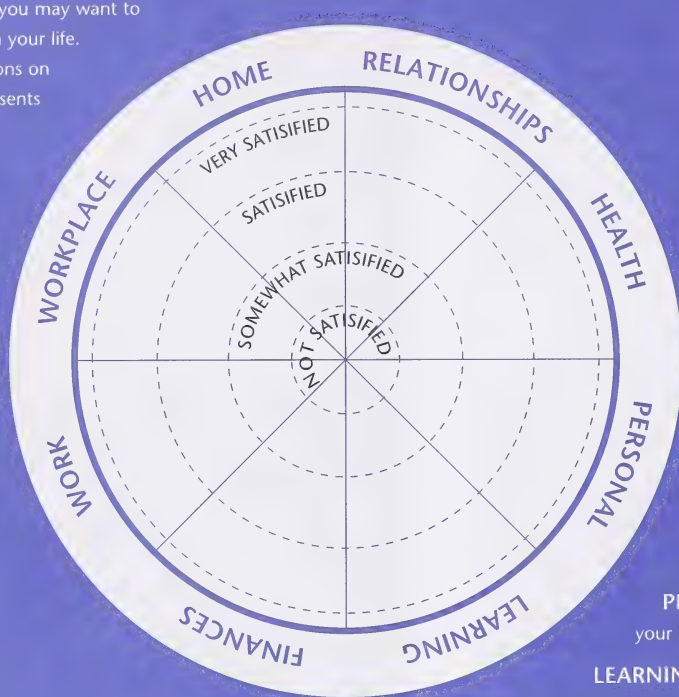 you may want to
your life.
ons on
sents
HOME
RELATIONSHIPS
HEALTH
PERSONAL
LEARNING
FINANCES
WORK
WORKPLACE
VERY SATISIFIED
SATISIFIED
SOMEWHAT SATISIFIED
NOT SATISIFIED
your
LEARNIN